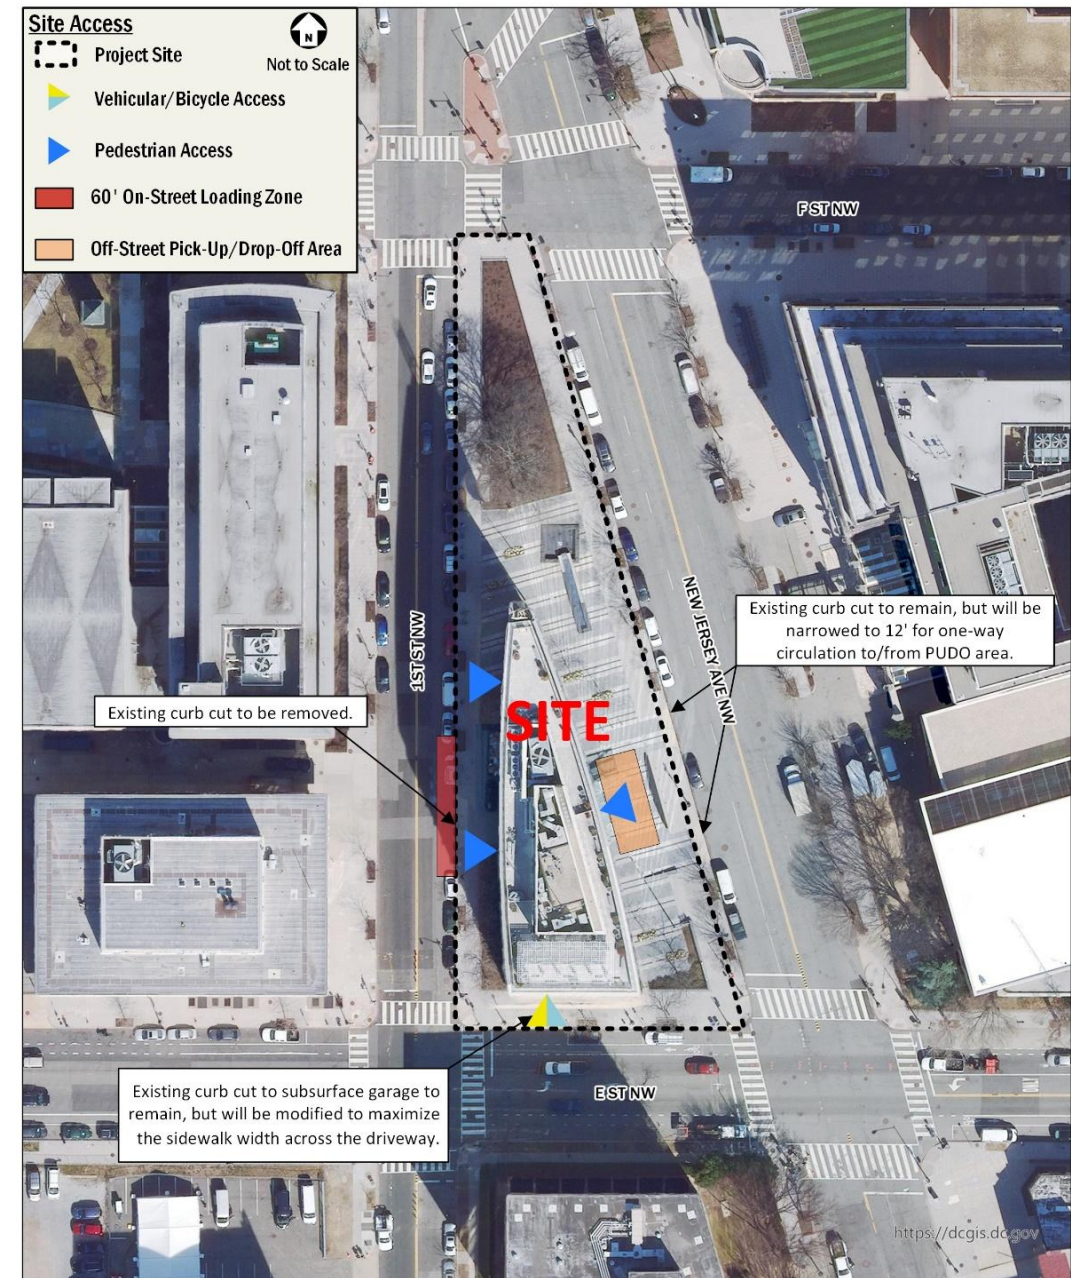 Site Access
N
Not to Scale
Project Site
Vehicular/Bicycle Access
Pedestrian Access
60' On-Street Loading Zone
Off-Street Pick-Up/Drop-Off Area
F ST NW
1ST ST NW
NEW JERSEY AVE NW
Existing curb cut to remain, but will be
narrowed to 12' for one-way
circulation to/from PUDO area.
Existing curb cut to be removed.
SITE
Existing curb cut to subsurface garage to
remain, but will be modified to maximize
the sidewalk width across the driveway.
E ST NW
https://dcgis.dc.gov